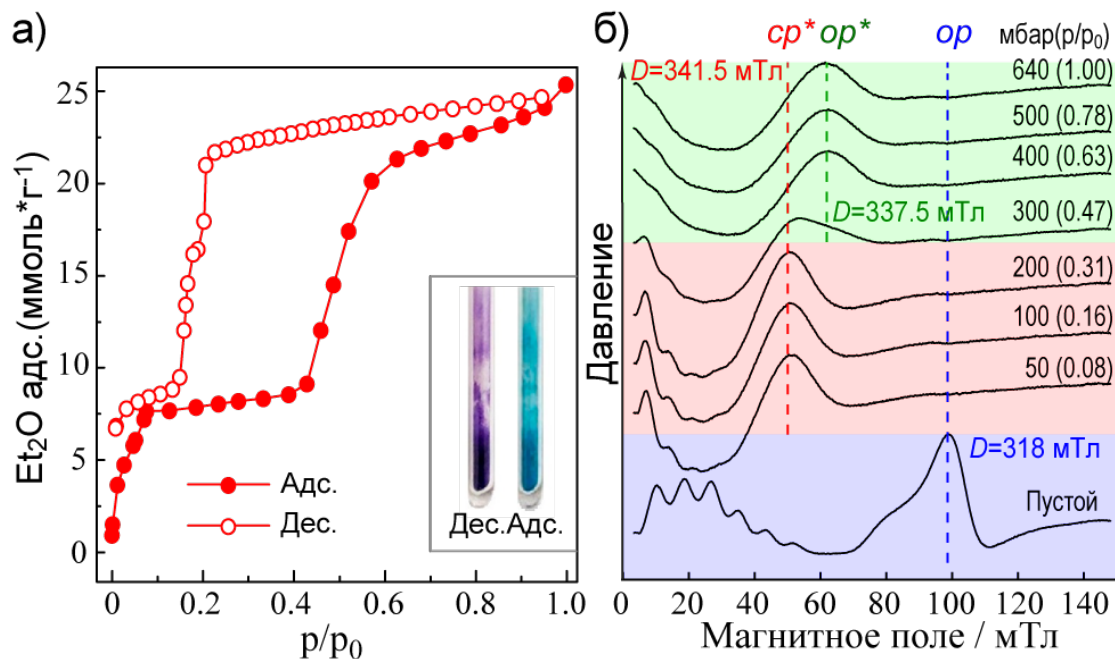 а)
Et₂O адс.(ммоль*г⁻¹)
25
20
15
10
5
0
0
0.2
0.4
0.6
0.8
1.0
p/p₀
Адс.
Дес.
Дес. Адс.
б)
cp* op* op мбар(p/p₀)
D=341.5 мТл
640 (1.00)
500 (0.78)
400 (0.63)
D=337.5 мТл
300 (0.47)
200 (0.31)
100 (0.16)
50 (0.08)
D=318 мТл
Пустой
Давление
0 20 40 60 80 100 120 140
Магнитное поле / мТл